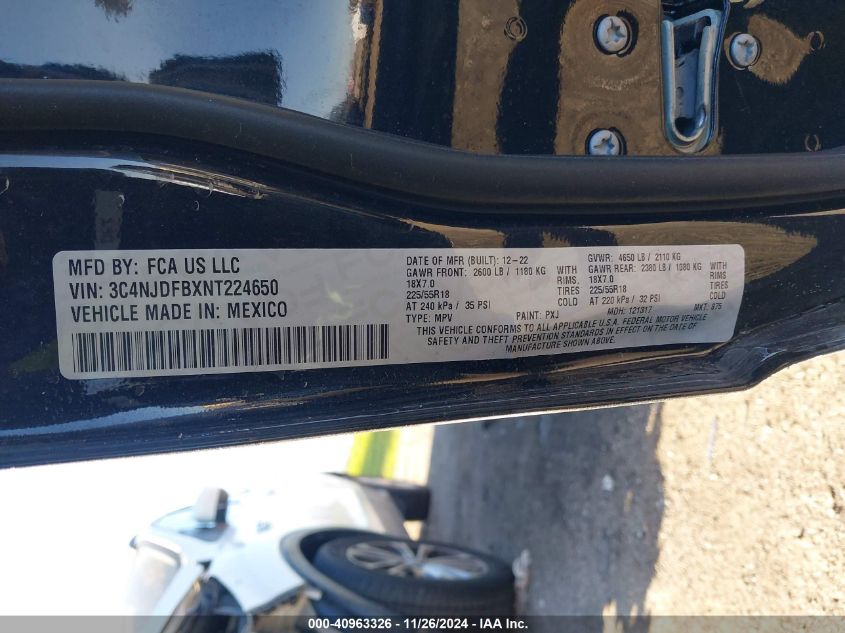 MFD BY: FCA US LLC
VIN: 3C4NJDFBXNT224650
VEHICLE MADE IN: MEXICO
DATE OF MFR (BUILT): 12-22
GAWR FRONT: 2600 LB / 1180 KG
18X7.0 RIMS.
225/55R18 TIRES
AT 240 kPa / 35 PSI COLD
TYPE: MPV PAINT: PXJ
GVWR: 4650 LB / 2110 KG
GAWR REAR: 2380 LB / 1080 KG
18X7.0 RIMS.
225/55R18 TIRES
AT 220 kPa / 32 PSI COLD
MDH: 121317 MXT: 875
THIS VEHICLE CONFORMS TO ALL APPLICABLE U.S.A. FEDERAL MOTOR VEHICLE
SAFETY AND THEFT PREVENTION STANDARDS IN EFFECT ON THE DATE OF
MANUFACTURE SHOWN ABOVE.
000-40963326 - 11/26/2024 - IAAI.com